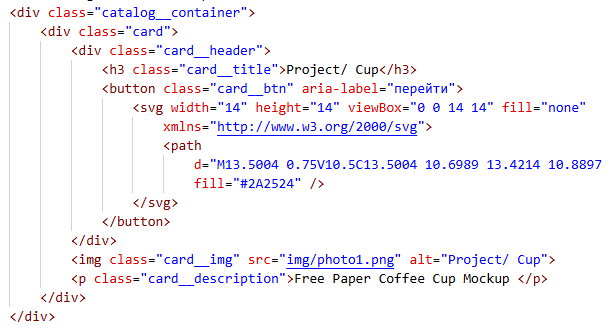 <div class="catalog__container">
<div class="card">
<div class="card__header">
<h3 class="card__title">Project/ Cup</h3>
<button class="card__btn" aria-label="перейти">
<svg width="14" height="14" viewBox="0 0 14 14" fill="none"
xmlns="http://www.w3.org/2000/svg">
<path
d="M13.5004 0.75V10.5C13.5004 10.6989 13.4214 10.8897
fill="#2A2524" />
</svg>
</button>
</div>
<img class="card__img" src="img/photo1.png" alt="Project/ Cup">
<p class="card__description">Free Paper Coffee Cup Mockup </p>
</div>
</div>